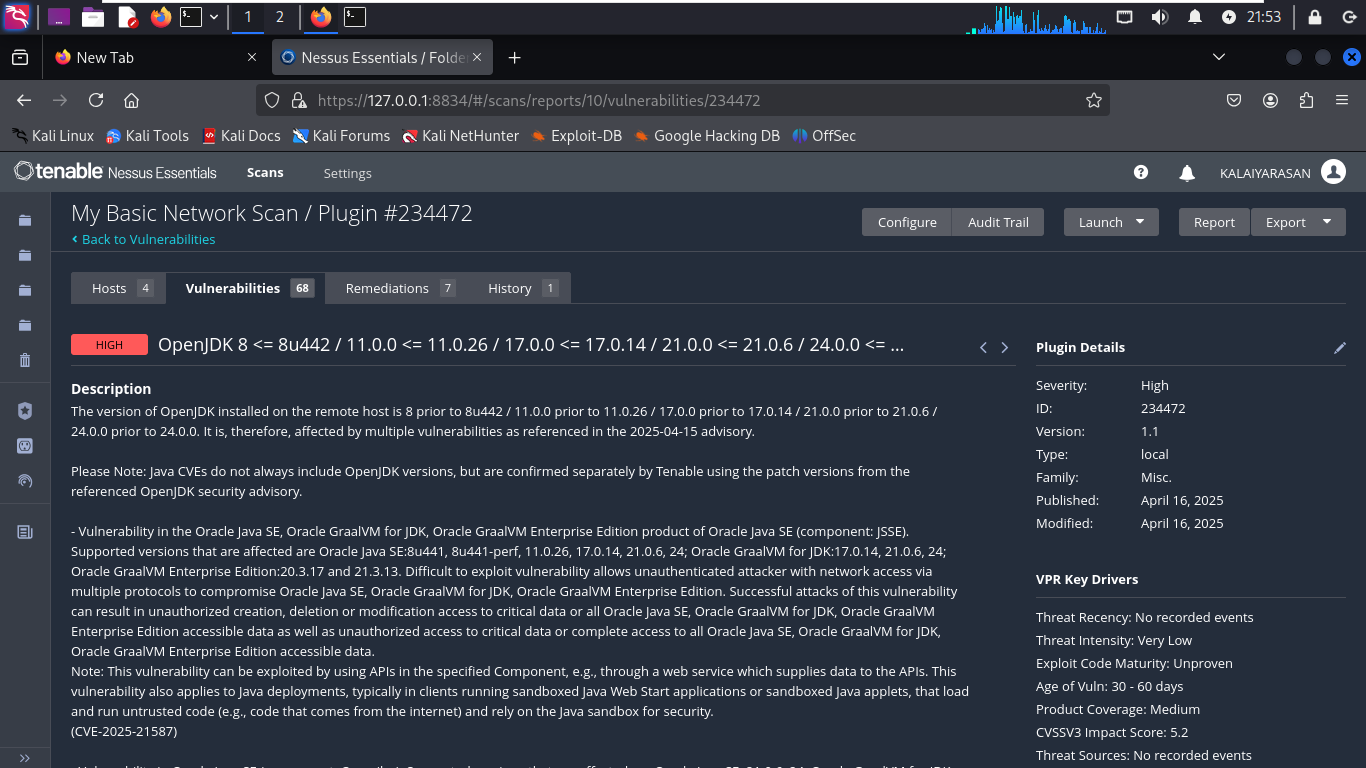 1
2
21:53
New Tab
Nessus Essentials / Folde
https://127.0.0.1:8834/#/scans/reports/10/vulnerabilities/234472
Kali Linux
Kali Tools
Kali Docs
Kali Forums
Kali NetHunter
Exploit-DB
Google Hacking DB
OffSec
tenable Nessus Essentials
Scans
Settings
KALAIYARASAN
My Basic Network Scan / Plugin #234472
Back to Vulnerabilities
Configure
Audit Trail
Launch
Report
Export
Hosts 4
Vulnerabilities 68
Remediations 7
History 1
HIGH
OpenJDK 8 <= 8u442 / 11.0.0 <= 11.0.26 / 17.0.0 <= 17.0.14 / 21.0.0 <= 21.0.6 / 24.0.0 <= ...
Description
The version of OpenJDK installed on the remote host is 8 prior to 8u442 / 11.0.0 prior to 11.0.26 / 17.0.0 prior to 17.0.14 / 21.0.0 prior to 21.0.6 /
24.0.0 prior to 24.0.0. It is, therefore, affected by multiple vulnerabilities as referenced in the 2025-04-15 advisory.
Please Note: Java CVEs do not always include OpenJDK versions, but are confirmed separately by Tenable using the patch versions from the
referenced OpenJDK security advisory.
- Vulnerability in the Oracle Java SE, Oracle GraalVM for JDK, Oracle GraalVM Enterprise Edition product of Oracle Java SE (component: JSSE).
Supported versions that are affected are Oracle Java SE:8u441, 8u441-perf, 11.0.26, 17.0.14, 21.0.6, 24; Oracle GraalVM for JDK:17.0.14, 21.0.6, 24;
Oracle GraalVM Enterprise Edition:20.3.17 and 21.3.13. Difficult to exploit vulnerability allows unauthenticated attacker with network access via
multiple protocols to compromise Oracle Java SE, Oracle GraalVM for JDK, Oracle GraalVM Enterprise Edition. Successful attacks of this vulnerability
can result in unauthorized creation, deletion or modification access to critical data or all Oracle Java SE, Oracle GraalVM for JDK, Oracle GraalVM
Enterprise Edition accessible data as well as unauthorized access to critical data or complete access to all Oracle Java SE, Oracle GraalVM for JDK,
Oracle GraalVM Enterprise Edition accessible data.
Note: This vulnerability can be exploited by using APIs in the specified Component, e.g., through a web service which supplies data to the APIs. This
vulnerability also applies to Java deployments, typically in clients running sandboxed Java Web Start applications or sandboxed Java applets, that load
and run untrusted code (e.g., code that comes from the internet) and rely on the Java sandbox for security.
(CVE-2025-21587)
Plugin Details
Severity: High
ID: 234472
Version: 1.1
Type: local
Family: Misc.
Published: April 16, 2025
Modified: April 16, 2025
VPR Key Drivers
Threat Recency: No recorded events
Threat Intensity: Very Low
Exploit Code Maturity: Unproven
Age of Vuln: 30 - 60 days
Product Coverage: Medium
CVSSV3 Impact Score: 5.2
Threat Sources: No recorded events